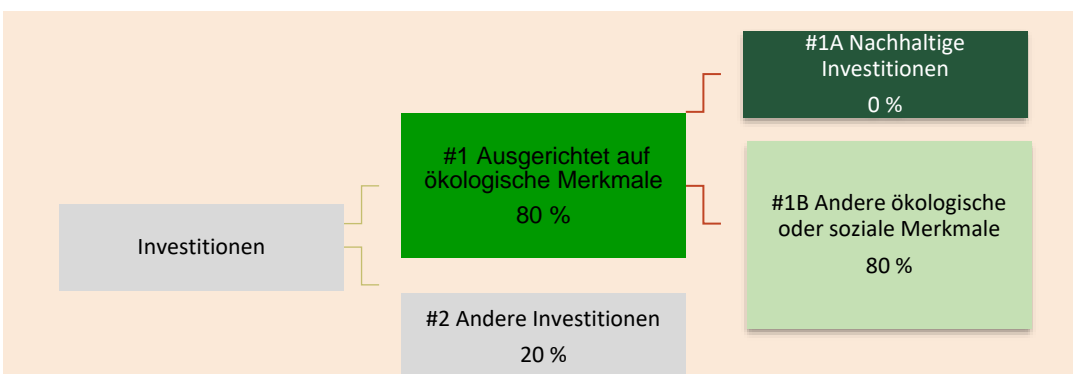 #1A Nachhaltige
Investitionen
0 %
#1 Ausgerichtet auf
ökologische Merkmale
80 %
#1B Andere ökologische
oder soziale Merkmale
80 %
Investitionen
#2 Andere Investitionen
20 %